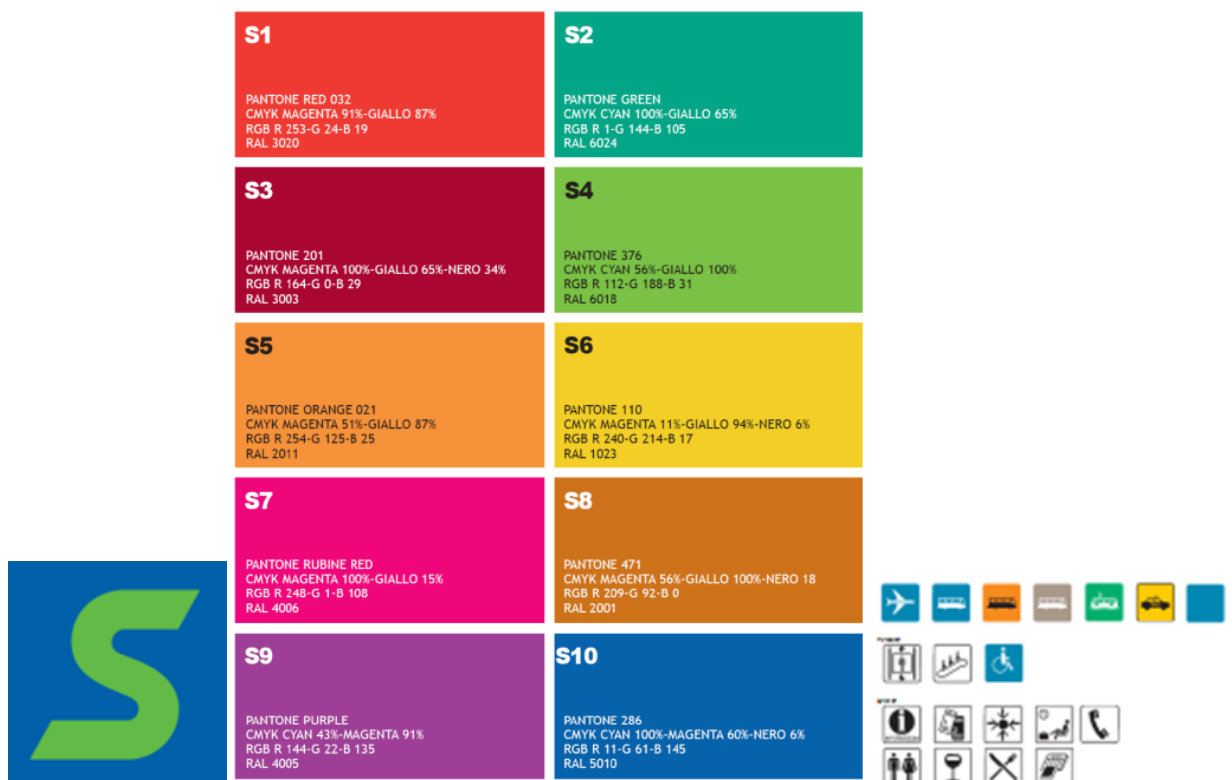 S1
PANTONE RED 032
CMYK MAGENTA 91%-GIALLO 87%
RGB R 253-G 24-B 19
RAL 3020
S2
PANTONE GREEN
CMYK CYAN 100%-GIALLO 65%
RGB R 1-G 144-B 105
RAL 6024
S3
PANTONE 201
CMYK MAGENTA 100%-GIALLO 65%-NERO 34%
RGB R 164-G 0-B 29
RAL 3003
S4
PANTONE 376
CMYK CYAN 56%-GIALLO 100%
RGB R 112-G 188-B 31
RAL 6018
S5
PANTONE ORANGE 021
CMYK MAGENTA 51%-GIALLO 87%
RGB R 254-G 125-B 25
RAL 2011
S6
PANTONE 110
CMYK MAGENTA 11%-GIALLO 94%-NERO 6%
RGB R 240-G 214-B 17
RAL 1023
S7
PANTONE RUBINE RED
CMYK MAGENTA 100%-GIALLO 15%
RGB R 248-G 1-B 108
RAL 4006
S8
PANTONE 471
CMYK MAGENTA 56%-GIALLO 100%-NERO 18
RGB R 209-G 92-B 0
RAL 2001
S9
PANTONE PURPLE
CMYK CYAN 43%-MAGENTA 91%
RGB R 144-G 22-B 135
RAL 4005
S10
PANTONE 286
CMYK CYAN 100%-MAGENTA 60%-NERO 6%
RGB R 11-G 61-B 145
RAL 5010
S